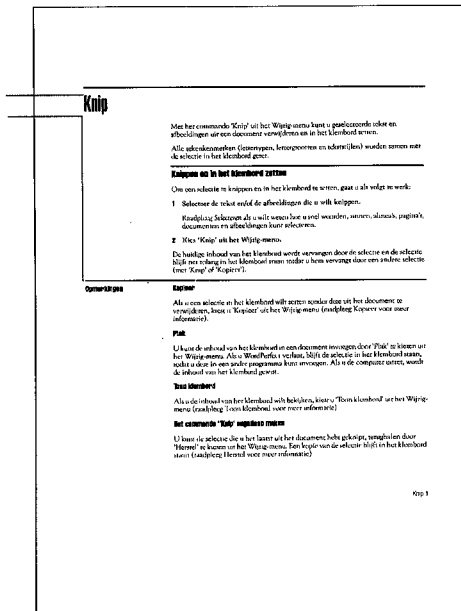 Knip
Met het commando 'Knip' uit het Wijzig-menu kunt u geselecteerde tekst en
afbeeldingen uit een document verwijderen en in het klembord zetten.
Alle tekenkenmerken (lettertypen, lettergrootten en tekststijlen) worden samen met
de selectie in het klembord gezet.
Knippen en in het klembord zetten
Om een selectie te knippen en in het klembord te zetten, gaat u als volgt te werk:
1 Selecteer de tekst en/of de afbeeldingen die u wilt knippen.
Raadpleeg Selecteren als u wilt weten hoe u snel woorden, zinnen, alinea's, pagina's,
documenten en afbeeldingen kunt selecteren.
2 Kies 'Knip' uit het Wijzig-menu.
De huidige inhoud van het klembord wordt vervangen door de selectie en de selectie
blijft net zolang in het klembord staan totdat u hem vervangt door een andere selectie
(met 'Knip' of 'Kopieer').
Opmerkingen
Kopieer
Als u een selectie in het klembord wilt zetten zonder deze uit het document te
verwijderen, kiest u 'Kopieer' uit het Wijzig-menu (raadpleeg Kopieer voor meer
informatie).
Plak
U kunt de inhoud van het klembord in een document invoegen door 'Plak' te kiezen uit
het Wijzig-menu. Als u WordPerfect verlaat, blijft de selectie in het klembord staan,
zodat u deze in een ander programma kunt invoegen. Als u de computer uitzet, wordt
de inhoud van het klembord gewist.
Toon klembord
Als u de inhoud van het klembord wilt bekijken, kiest u 'Toon klembord' uit het Wijzig-
menu (raadpleeg Toon klembord voor meer informatie)
Het commando 'Knip' ongedaan maken
U kunt de selectie die u het laatst uit het document hebt geknipt, terughalen door
'Herstel' te kiezen uit het Wijzig-menu. Een kopie van de selectie blijft in het klembord
staan (raadpleeg Herstel voor meer informatie)
Knip 1